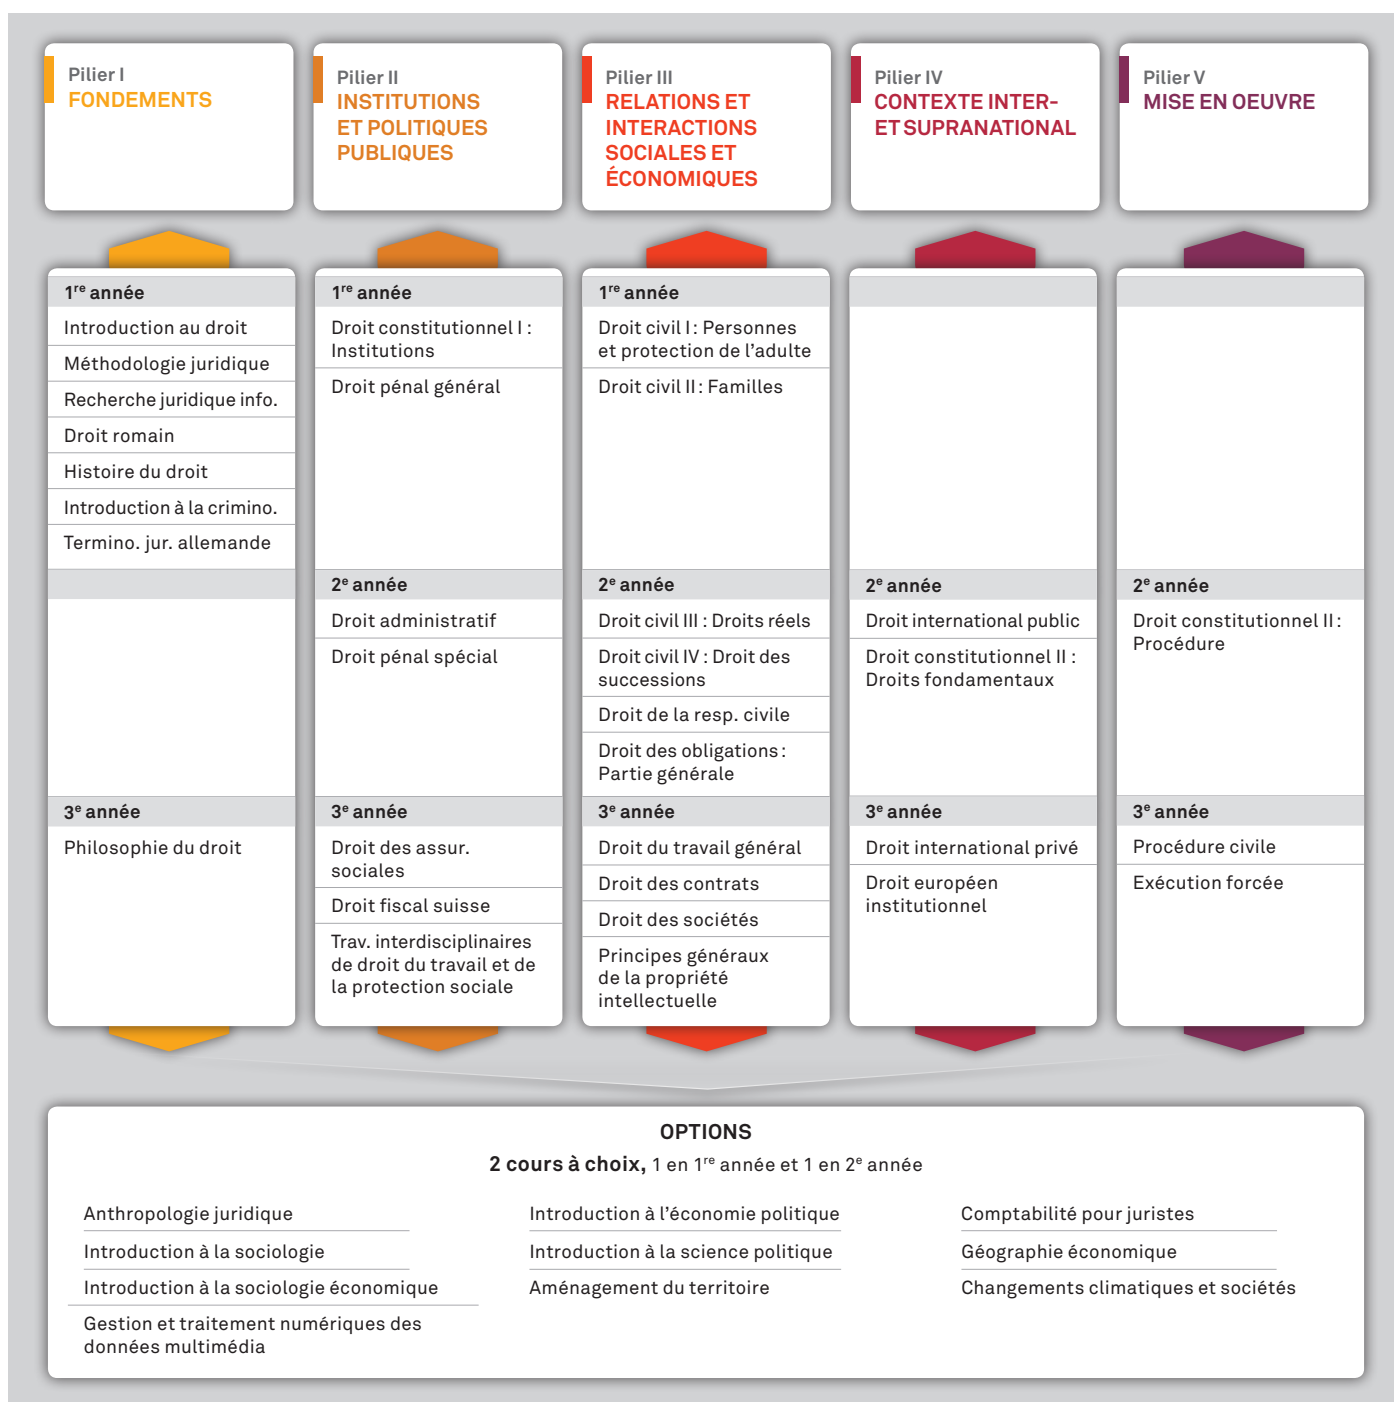 Pilier I
FONDEMENTS
Pilier II
INSTITUTIONS
ET POLITIQUES
PUBLIQUES
Pilier III
RELATIONS ET
INTERACTIONS
SOCIALES ET
ÉCONOMIQUES
Pilier IV
CONTEXTE INTER-
ET SUPRANATIONAL
Pilier V
MISE EN OEUVRE
1re année
Introduction au droit
Méthodologie juridique
Recherche juridique info.
Droit romain
Histoire du droit
Introduction à la crimino.
Termino. jur. allemande
3e année
Philosophie du droit
1re année
Droit constitutionnel I :
Institutions
Droit pénal général
2e année
Droit administratif
Droit pénal spécial
3e année
Droit des assur.
sociales
Droit fiscal suisse
Trav. interdisciplinaires
de droit du travail et de
la protection sociale
1re année
Droit civil I : Personnes
et protection de l’adulte
Droit civil II : Familles
2e année
Droit civil III : Droits réels
Droit civil IV : Droit des
successions
Droit de la resp. civile
Droit des obligations :
Partie générale
3e année
Droit du travail général
Droit des contrats
Droit des sociétés
Principes généraux
de la propriété
intellectuelle
2e année
Droit international public
Droit constitutionnel II :
Droits fondamentaux
3e année
Droit international privé
Droit européen
institutionnel
2e année
Droit constitutionnel II :
Procédure
3e année
Procédure civile
Exécution forcée
OPTIONS
2 cours à choix, 1 en 1re année et 1 en 2e année
Anthropologie juridique
Introduction à la sociologie
Introduction à la sociologie économique
Gestion et traitement numériques des
données multimédia
Introduction à l’économie politique
Introduction à la science politique
Aménagement du territoire
Comptabilité pour juristes
Géographie économique
Changements climatiques et sociétés